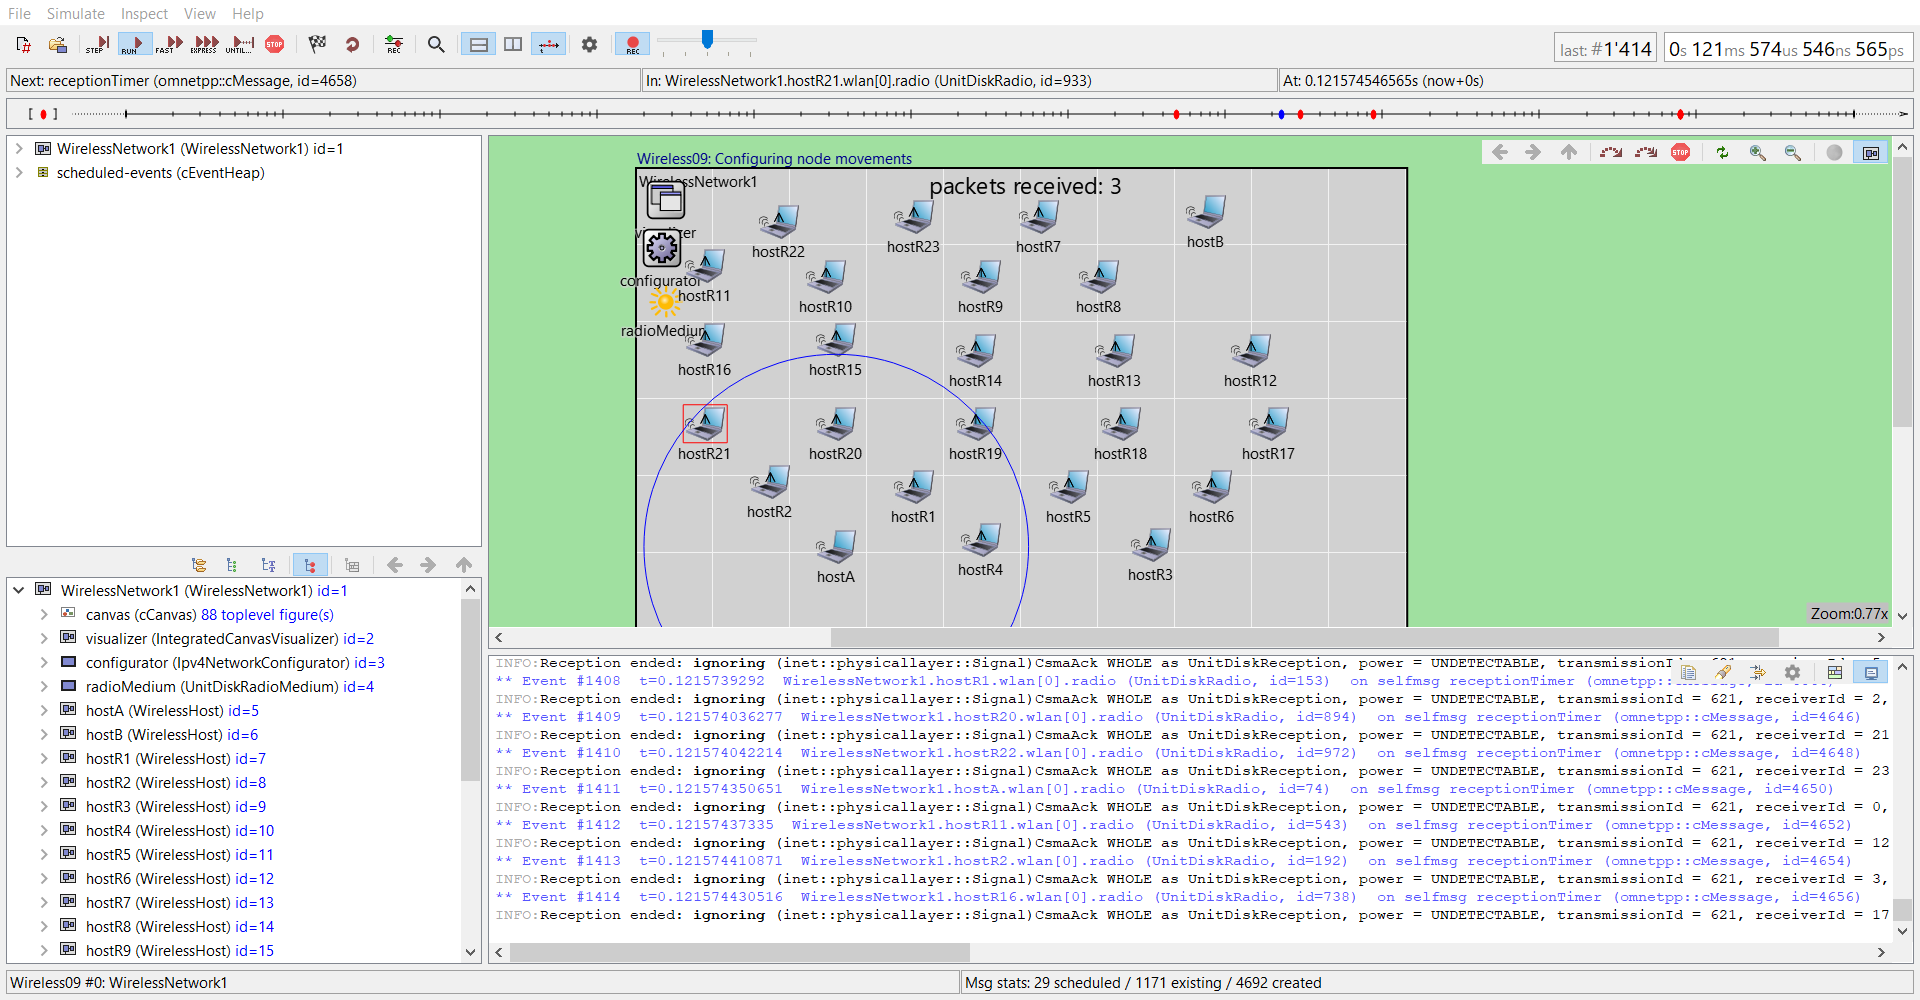 File Simulate Inspect View Help
STEP RUN FAST EXPRESS UNTIL... STOP REC REC
last: #1'414 0s 121ms 574us 546ns 565ps
Next: receptionTimer (omnetpp::cMessage, id=4658) In: WirelessNetwork1.hostR21.wlan[0].radio (UnitDiskRadio, id=933) At: 0.121574546565s (now+0s)
WirelessNetwork1 (WirelessNetwork1) id=1
scheduled-events (cEventHeap)
WirelessNetwork1 (WirelessNetwork1) id=1
canvas (cCanvas) 88 toplevel figure(s)
visualizer (IntegratedCanvasVisualizer) id=2
configurator (Ipv4NetworkConfigurator) id=3
radioMedium (UnitDiskRadioMedium) id=4
hostA (WirelessHost) id=5
hostB (WirelessHost) id=6
hostR1 (WirelessHost) id=7
hostR2 (WirelessHost) id=8
hostR3 (WirelessHost) id=9
hostR4 (WirelessHost) id=10
hostR5 (WirelessHost) id=11
hostR6 (WirelessHost) id=12
hostR7 (WirelessHost) id=13
hostR8 (WirelessHost) id=14
hostR9 (WirelessHost) id=15
Wireless09: Configuring node movements
STOP
WirelessNetwork1
packets received: 3
visualizer
hostR22
hostR23
hostR7
hostB
configurator
hostR11
hostR10
hostR9
hostR8
radioMedium
hostR16
hostR15
hostR14
hostR13
hostR12
hostR21
hostR20
hostR19
hostR18
hostR17
hostR2
hostR1
hostR5
hostR6
hostA
hostR4
hostR3
Zoom:0.77x
INFO:Reception ended: ignoring (inet::physicallayer::Signal)CsmaAck WHOLE as UnitDiskReception, power = UNDETECTABLE, transmissionId
** Event #1408 t=0.1215739292 WirelessNetwork1.hostR1.wlan[0].radio (UnitDiskRadio, id=153) on selfmsg receptionTimer (omnetpp::cMessage,
INFO:Reception ended: ignoring (inet::physicallayer::Signal)CsmaAck WHOLE as UnitDiskReception, power = UNDETECTABLE, transmissionId = 621, receiverId = 2,
** Event #1409 t=0.121574036277 WirelessNetwork1.hostR20.wlan[0].radio (UnitDiskRadio, id=894) on selfmsg receptionTimer (omnetpp::cMessage, id=4646)
INFO:Reception ended: ignoring (inet::physicallayer::Signal)CsmaAck WHOLE as UnitDiskReception, power = UNDETECTABLE, transmissionId = 621, receiverId = 21
** Event #1410 t=0.121574042214 WirelessNetwork1.hostR22.wlan[0].radio (UnitDiskRadio, id=972) on selfmsg receptionTimer (omnetpp::cMessage, id=4648)
INFO:Reception ended: ignoring (inet::physicallayer::Signal)CsmaAck WHOLE as UnitDiskReception, power = UNDETECTABLE, transmissionId = 621, receiverId = 23
** Event #1411 t=0.121574350651 WirelessNetwork1.hostA.wlan[0].radio (UnitDiskRadio, id=74) on selfmsg receptionTimer (omnetpp::cMessage, id=4650)
INFO:Reception ended: ignoring (inet::physicallayer::Signal)CsmaAck WHOLE as UnitDiskReception, power = UNDETECTABLE, transmissionId = 621, receiverId = 0,
** Event #1412 t=0.12157437335 WirelessNetwork1.hostR11.wlan[0].radio (UnitDiskRadio, id=543) on selfmsg receptionTimer (omnetpp::cMessage, id=4652)
INFO:Reception ended: ignoring (inet::physicallayer::Signal)CsmaAck WHOLE as UnitDiskReception, power = UNDETECTABLE, transmissionId = 621, receiverId = 12
** Event #1413 t=0.121574410871 WirelessNetwork1.hostR2.wlan[0].radio (UnitDiskRadio, id=192) on selfmsg receptionTimer (omnetpp::cMessage, id=4654)
INFO:Reception ended: ignoring (inet::physicallayer::Signal)CsmaAck WHOLE as UnitDiskReception, power = UNDETECTABLE, transmissionId = 621, receiverId = 3,
** Event #1414 t=0.121574430516 WirelessNetwork1.hostR16.wlan[0].radio (UnitDiskRadio, id=738) on selfmsg receptionTimer (omnetpp::cMessage, id=4656)
INFO:Reception ended: ignoring (inet::physicallayer::Signal)CsmaAck WHOLE as UnitDiskReception, power = UNDETECTABLE, transmissionId = 621, receiverId = 17
Wireless09 #0: WirelessNetwork1 Msg stats: 29 scheduled / 1171 existing / 4692 created